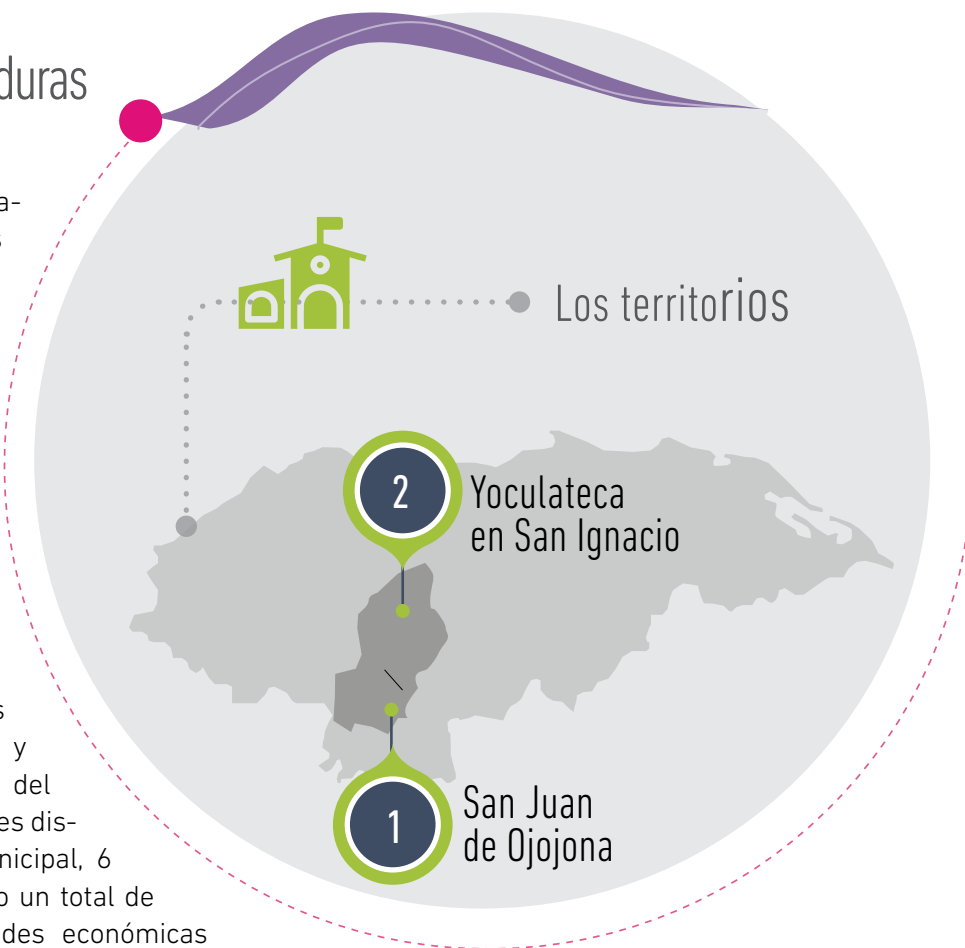 duras
a-
s
Los territorios
2
Yoculateca
en San Ignacio
s
y
del
es dis-
nicipal, 6
o un total de
des económicas
1
San Juan
de Ojojona